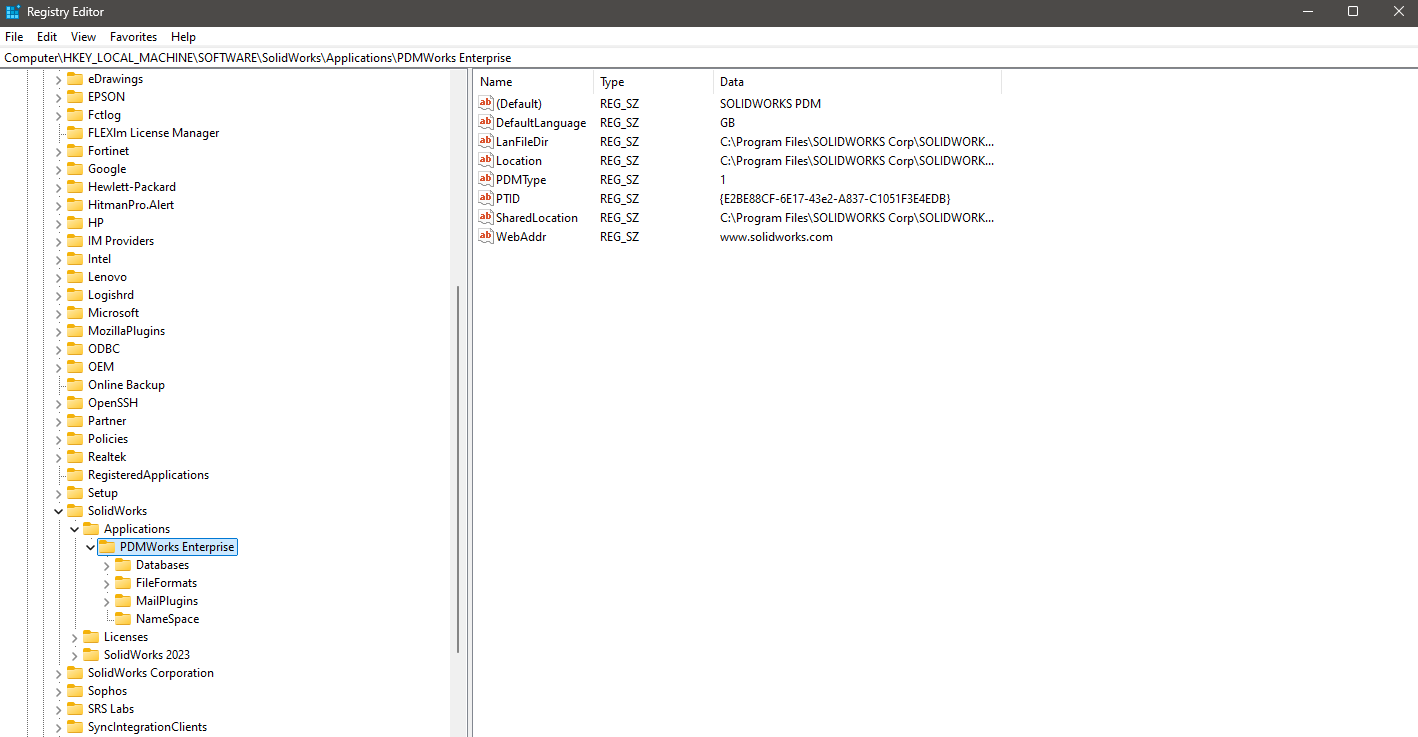 Registry Editor
File Edit View Favorites Help
Computer\HKEY_LOCAL_MACHINE\SOFTWARE\SolidWorks\Applications\PDMWorks Enterprise
eDrawings
EPSON
Fctlog
FLEXlm License Manager
Fortinet
Google
Hewlett-Packard
HitmanPro.Alert
HP
IM Providers
Intel
Lenovo
Logishrd
Microsoft
MozillaPlugins
ODBC
OEM
Online Backup
OpenSSH
Partner
Policies
Realtek
RegisteredApplications
Setup
SolidWorks
Applications
PDMWorks Enterprise
Databases
FileFormats
MailPlugins
NameSpace
Licenses
SolidWorks 2023
SolidWorks Corporation
Sophos
SRS Labs
SyncIntegrationClients
Name Type Data
(Default) REG_SZ SOLIDWORKS PDM
DefaultLanguage REG_SZ GB
LanFileDir REG_SZ C:\Program Files\SOLIDWORKS Corp\SOLIDWORK...
Location REG_SZ C:\Program Files\SOLIDWORKS Corp\SOLIDWORK...
PDMType REG_SZ 1
PTID REG_SZ {E2BE88CF-6E17-43e2-A837-C1051F3E4EDB}
SharedLocation REG_SZ C:\Program Files\SOLIDWORKS Corp\SOLIDWORK...
WebAddr REG_SZ www.solidworks.com